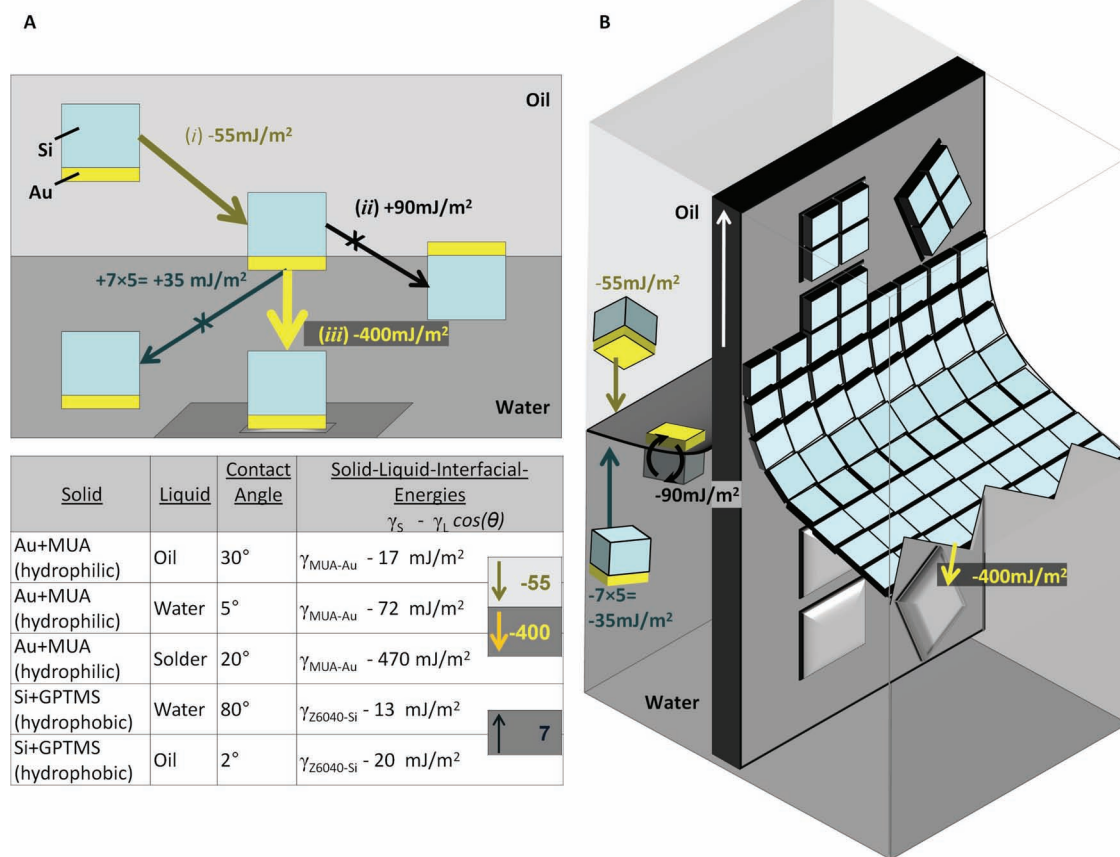 A
Oil
Si
Au
(i) -55mJ/m²
(ii) +90mJ/m²
+7×5= +35 mJ/m²
(iii) -400mJ/m²
Water
Solid Liquid Contact Angle Solid-Liquid-Interfacial-Energies
γS - γL cos(θ)
Au+MUA (hydrophilic) Oil 30° γMUA-Au - 17 mJ/m²
-55
Au+MUA (hydrophilic) Water 5° γMUA-Au - 72 mJ/m²
-400
Au+MUA (hydrophilic) Solder 20° γMUA-Au - 470 mJ/m²
Si+GPTMS (hydrophobic) Water 80° γZ6040-Si - 13 mJ/m²
7
Si+GPTMS (hydrophobic) Oil 2° γZ6040-Si - 20 mJ/m²
B
Oil
-55mJ/m²
-90mJ/m²
-7×5=
-35mJ/m²
-400mJ/m²
Water